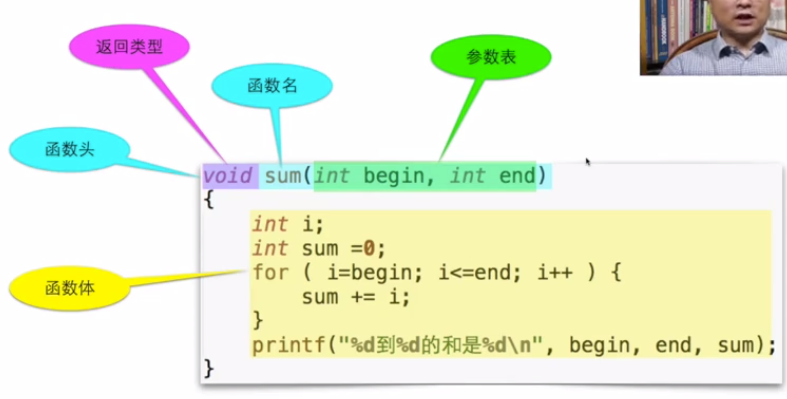 返回类型
函数名
参数表
函数头
void sum(int begin, int end)
{
int i;
int sum =0;
for ( i=begin; i<=end; i++ ) {
sum += i;
}
printf("%d到%d的和是%d\n", begin, end, sum);
}
函数体